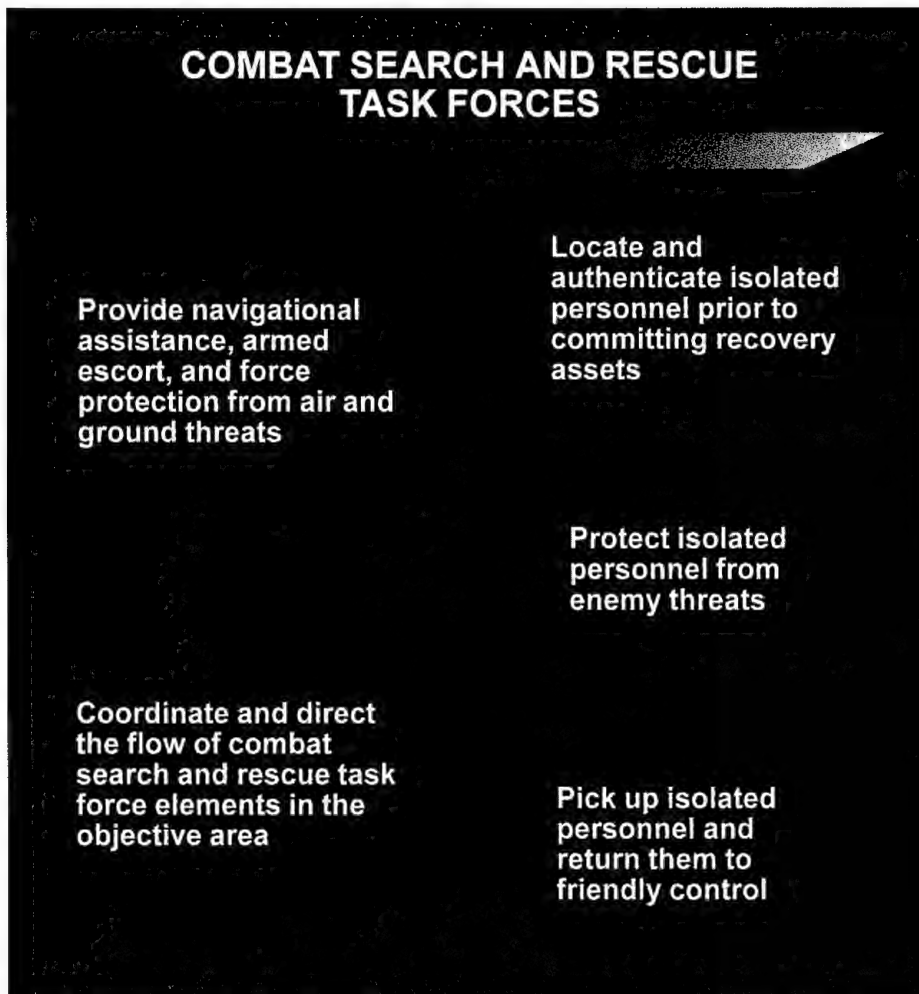 COMBAT SEARCH AND RESCUE
TASK FORCES
Provide navigational
assistance, armed
escort, and force
protection from air and
ground threats
Locate and
authenticate isolated
personnel prior to
committing recovery
assets
Protect isolated
personnel from
enemy threats
Coordinate and direct
the flow of combat
search and rescue task
force elements in the
objective area
Pick up isolated
personnel and
return them to
friendly control